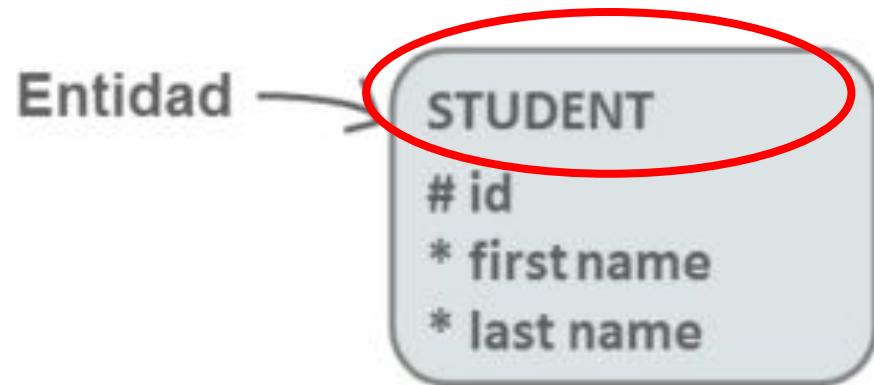 Entidad
STUDENT
# id
* first name
* last name